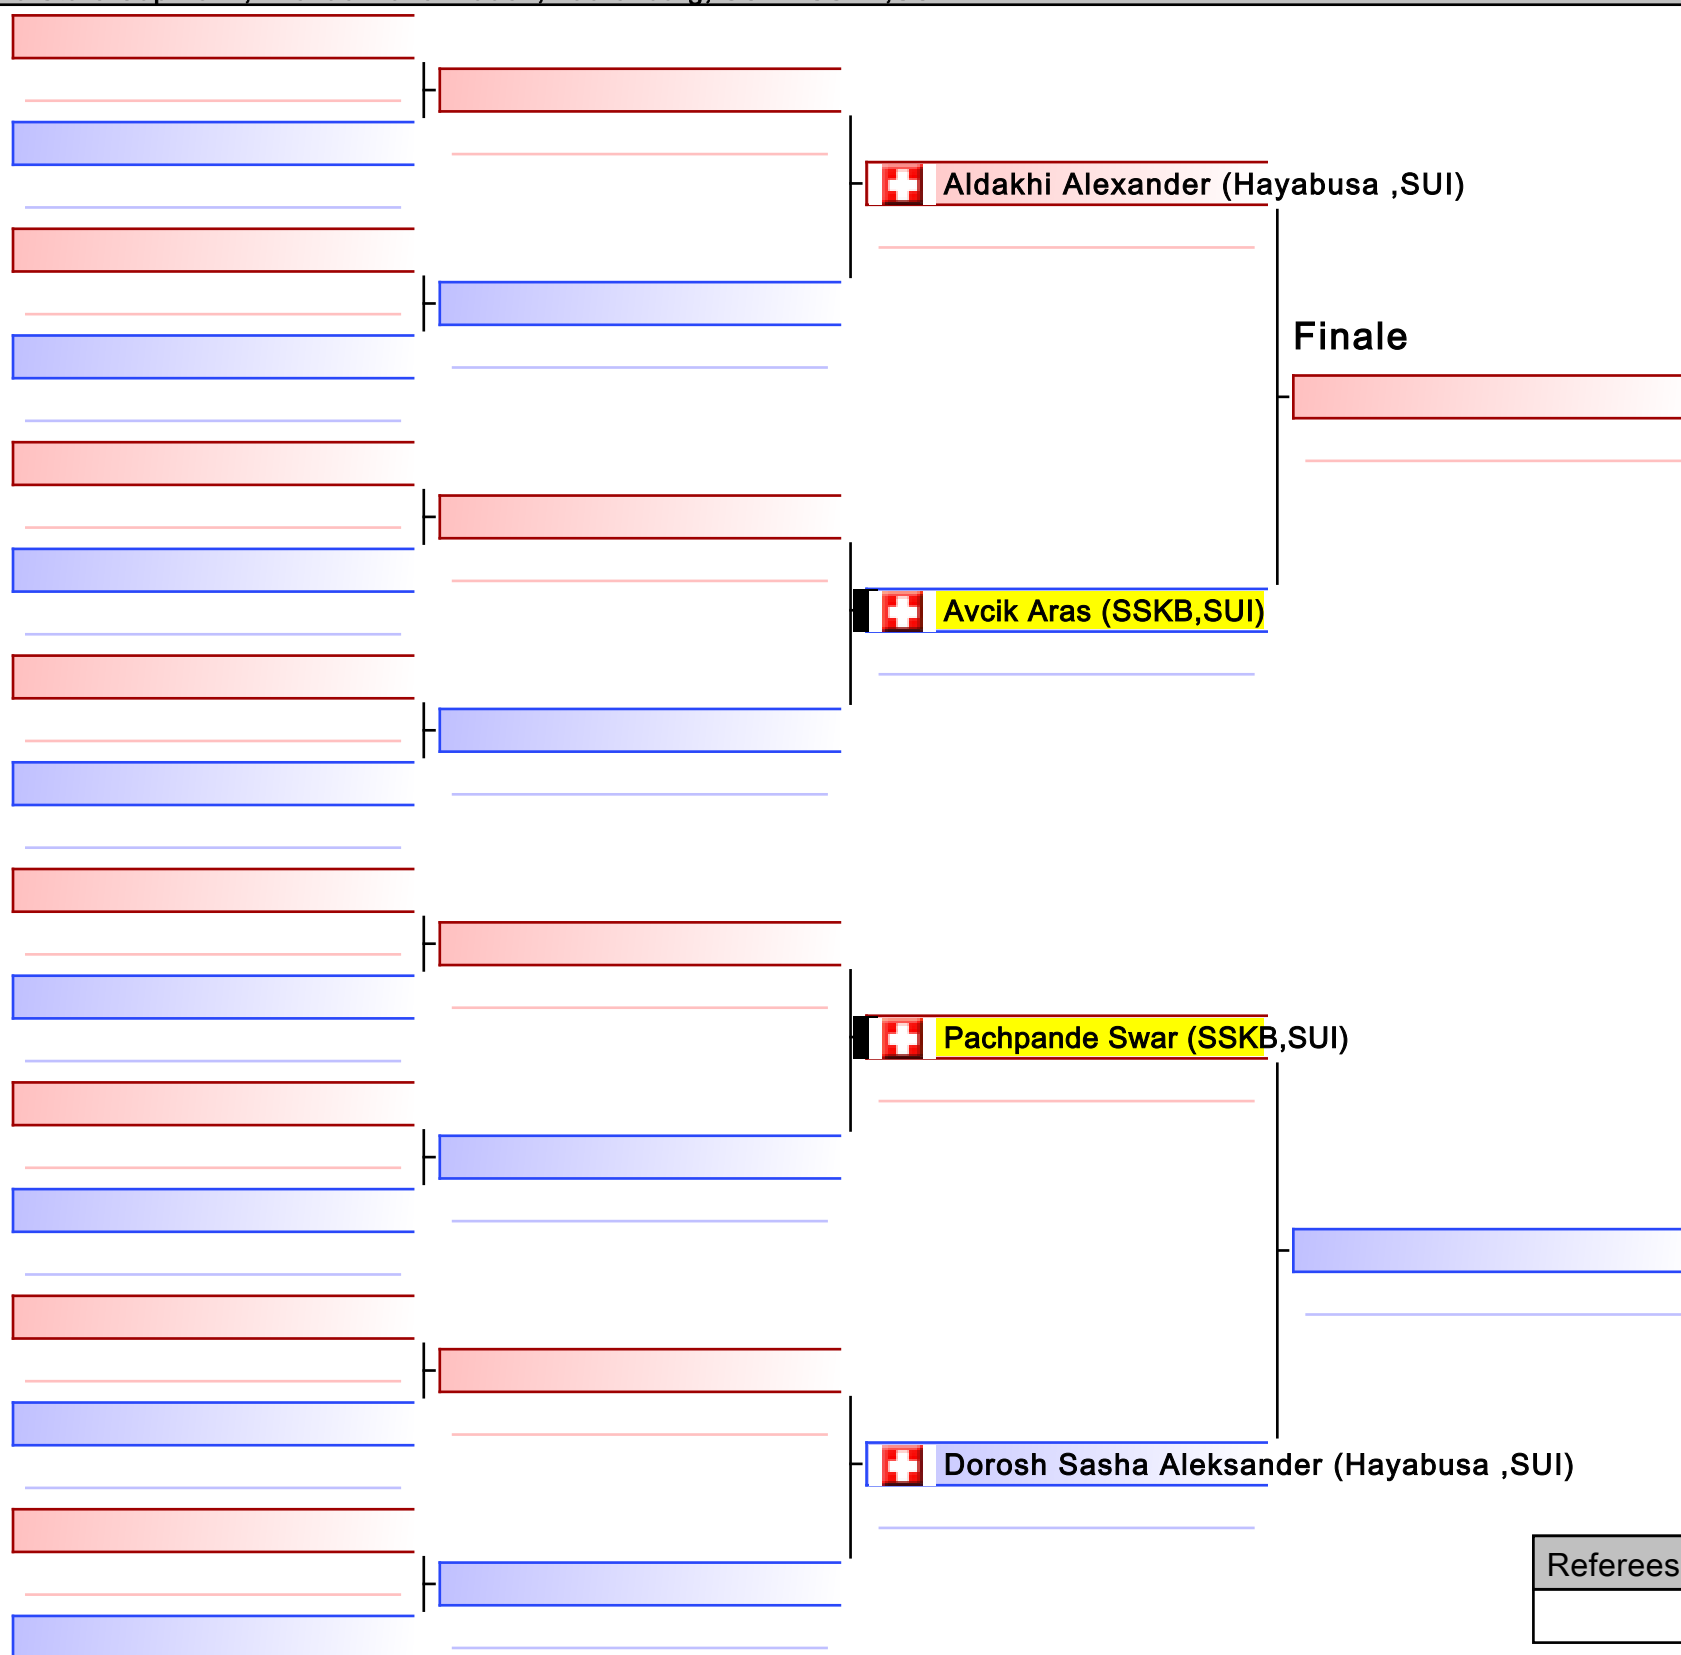 Aldakhi Alexander (Hayabusa ,SUI)
Finale
Avcik Aras (SSKB,SUI)
Pachpande Swar (SSKB,SUI)
Dorosh Sasha Aleksander (Hayabusa ,SUI)
Referees